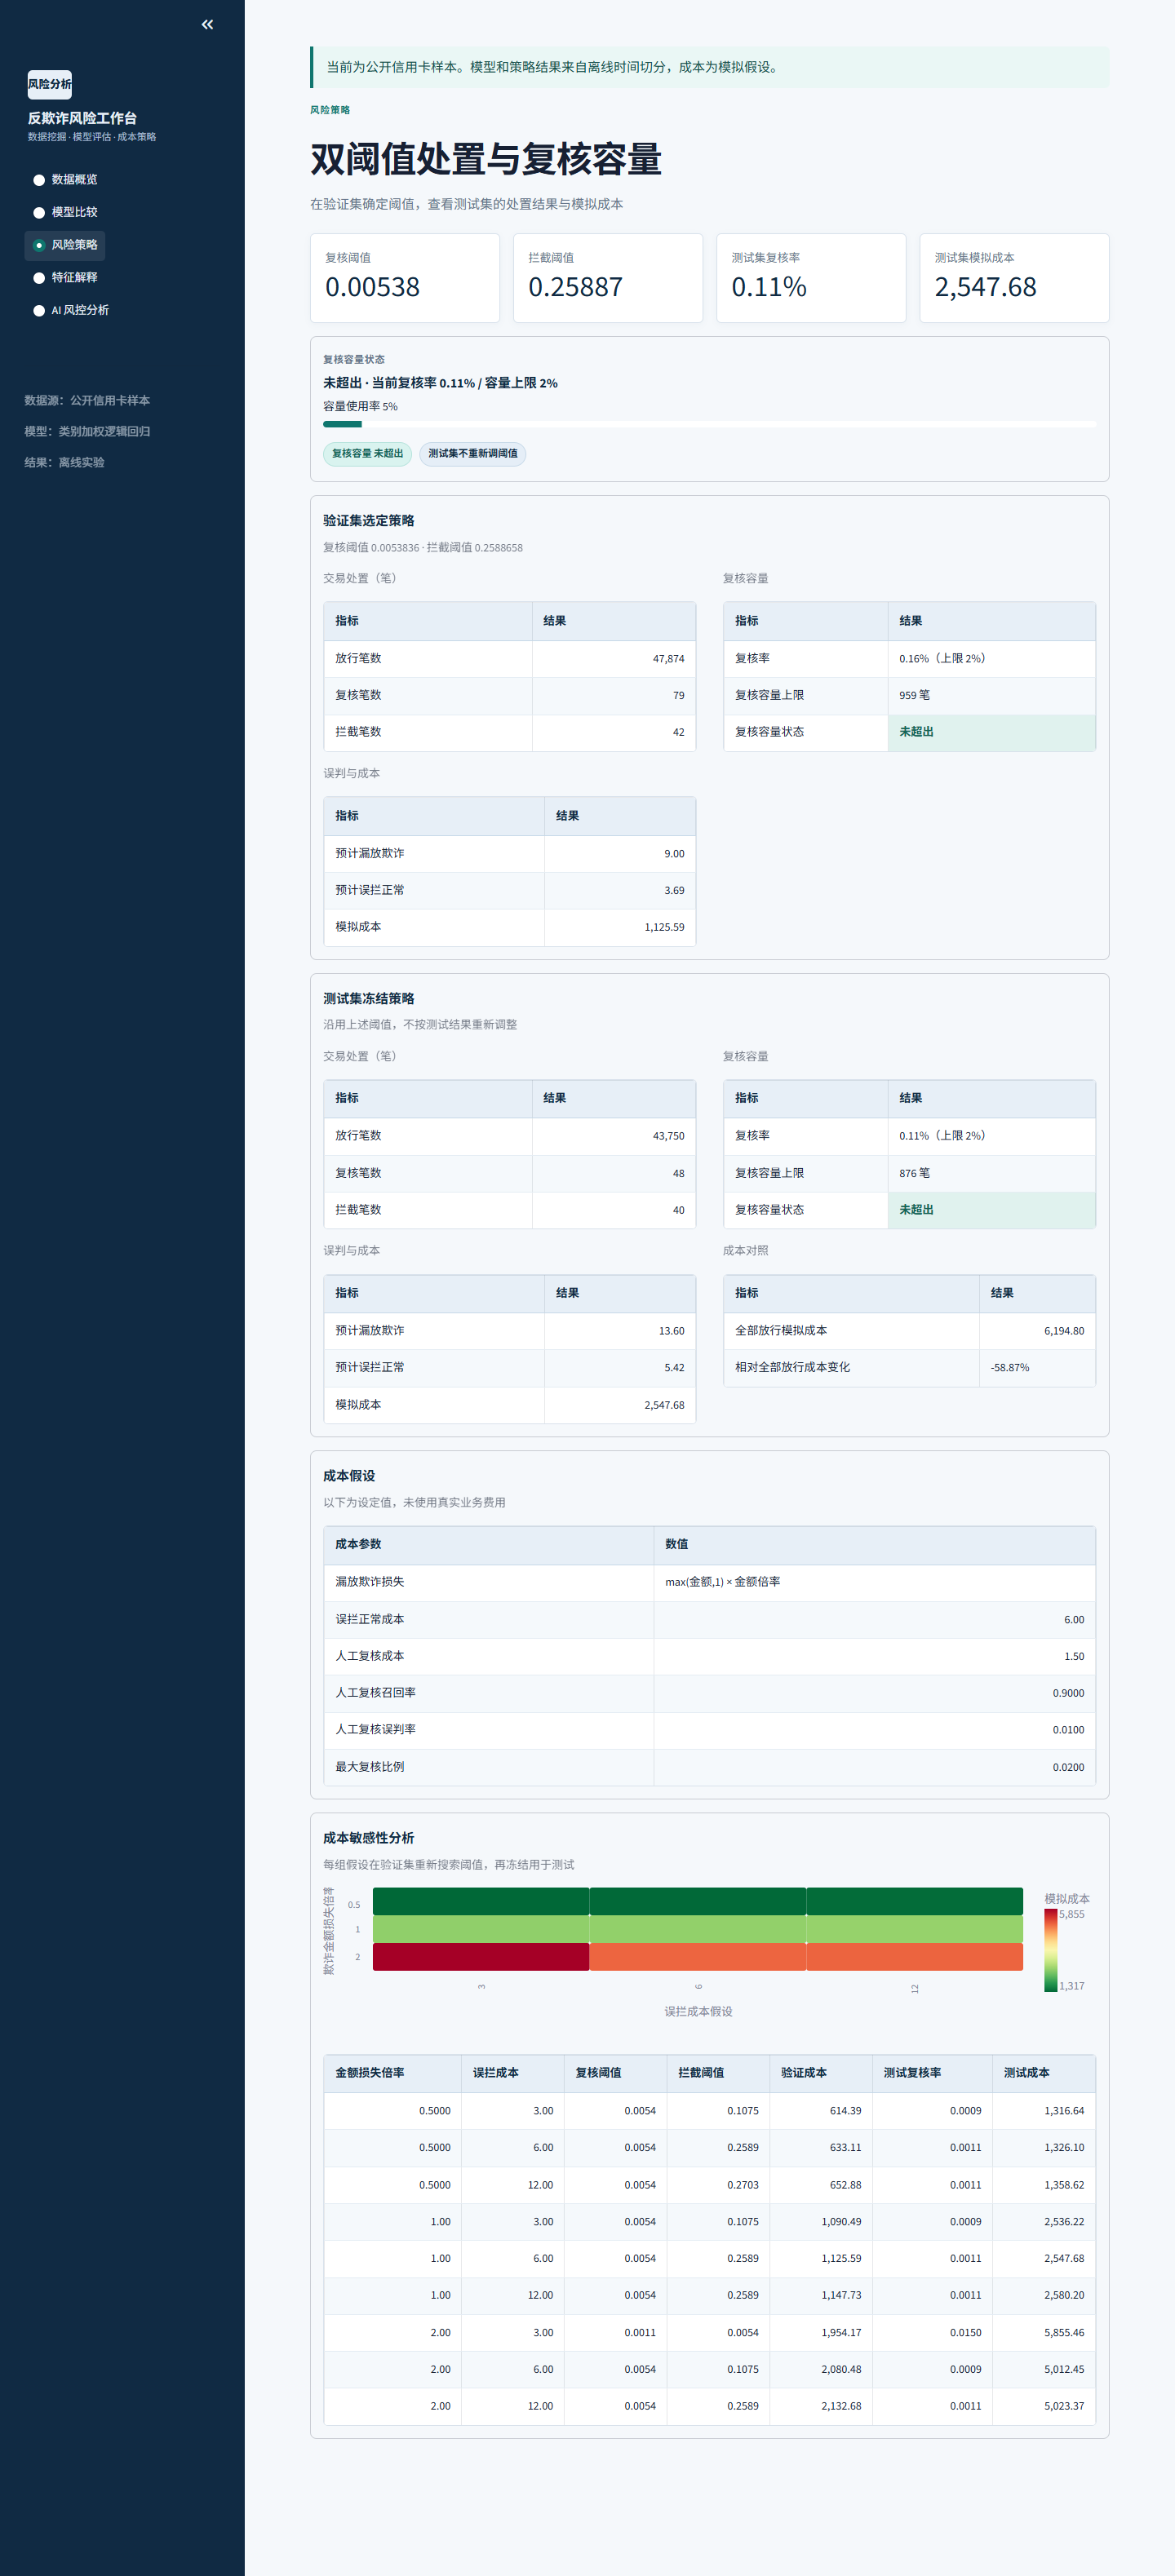 风险分析
反欺诈风险工作台
数据挖掘 · 模型评估 · 成本策略
数据概览
模型比较
风险策略
特征解释
AI 风控分析
数据源：公开信用卡样本
模型：类别加权逻辑回归
结果：离线实验
当前为公开信用卡样本。模型和策略结果来自离线时间切分，成本为模拟假设。
风险策略
双阈值处置与复核容量
在验证集确定阈值，查看测试集的处置结果与模拟成本
复核阈值
0.00538
拦截阈值
0.25887
测试集复核率
0.11%
测试集模拟成本
2,547.68
复核容量状态
未超出 · 当前复核率 0.11% / 容量上限 2%
容量使用率 5%
复核容量 未超出 测试集不重新调阈值
验证集选定策略
复核阈值 0.0053836 · 拦截阈值 0.2588658
交易处置（笔）
指标 结果
放行笔数 47,874
复核笔数 79
拦截笔数 42
复核容量
指标 结果
复核率 0.16%（上限 2%）
复核容量上限 959 笔
复核容量状态 未超出
误判与成本
指标 结果
预计漏放欺诈 9.00
预计误拦正常 3.69
模拟成本 1,125.59
测试集冻结策略
沿用上述阈值，不按测试结果重新调整
交易处置（笔）
指标 结果
放行笔数 43,750
复核笔数 48
拦截笔数 40
复核容量
指标 结果
复核率 0.11%（上限 2%）
复核容量上限 876 笔
复核容量状态 未超出
误判与成本
指标 结果
预计漏放欺诈 13.60
预计误拦正常 5.42
模拟成本 2,547.68
成本对照
指标 结果
全部放行模拟成本 6,194.80
相对全部放行成本变化 -58.87%
成本假设
以下为设定值，未使用真实业务费用
成本参数 数值
漏放欺诈损失 max(金额,1) × 金额倍率
误拦正常成本 6.00
人工复核成本 1.50
人工复核召回率 0.9000
人工复核误判率 0.0100
最大复核比例 0.0200
成本敏感性分析
每组假设在验证集重新搜索阈值，再冻结用于测试
欺诈金额损失倍率
0.5
1
2
3 6 12
误拦成本假设
模拟成本
5,855
1,317
金额损失倍率 误拦成本 复核阈值 拦截阈值 验证成本 测试复核率 测试成本
0.5000 3.00 0.0054 0.1075 614.39 0.0009 1,316.64
0.5000 6.00 0.0054 0.2589 633.11 0.0011 1,326.10
0.5000 12.00 0.0054 0.2703 652.88 0.0011 1,358.62
1.00 3.00 0.0054 0.1075 1,090.49 0.0009 2,536.22
1.00 6.00 0.0054 0.2589 1,125.59 0.0011 2,547.68
1.00 12.00 0.0054 0.2589 1,147.73 0.0011 2,580.20
2.00 3.00 0.0011 0.0054 1,954.17 0.0150 5,855.46
2.00 6.00 0.0054 0.1075 2,080.48 0.0009 5,012.45
2.00 12.00 0.0054 0.2589 2,132.68 0.0011 5,023.37